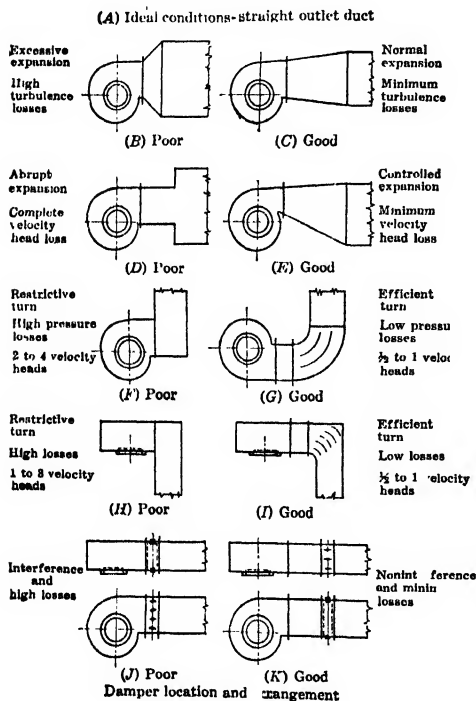 (A) Ideal conditions-straight outlet duct
Excessive
expansion
High
turbulence
losses
Normal
expansion
Minimum
turbulence
losses
(B) Poor
(C) Good
Abrupt
expansion
Complete
velocity
head loss
Controlled
expansion
Minimum
velocity
head loss
(D) Poor
(E) Good
Restrictive
turn
High pressure
losses
2 to 4 velocity
heads
Efficient
turn
Low pressu
losses
½ to 1 veloc
heads
(F) Poor
(G) Good
Restrictive
turn
High losses
1 to 8 velocity
heads
Efficient
turn
Low losses
½ to 1 velocity
heads
(H) Poor
(I) Good
Interference
and
high losses
Nonint ference
and minim
losses
(J) Poor
(K) Good
Damper location and rangement